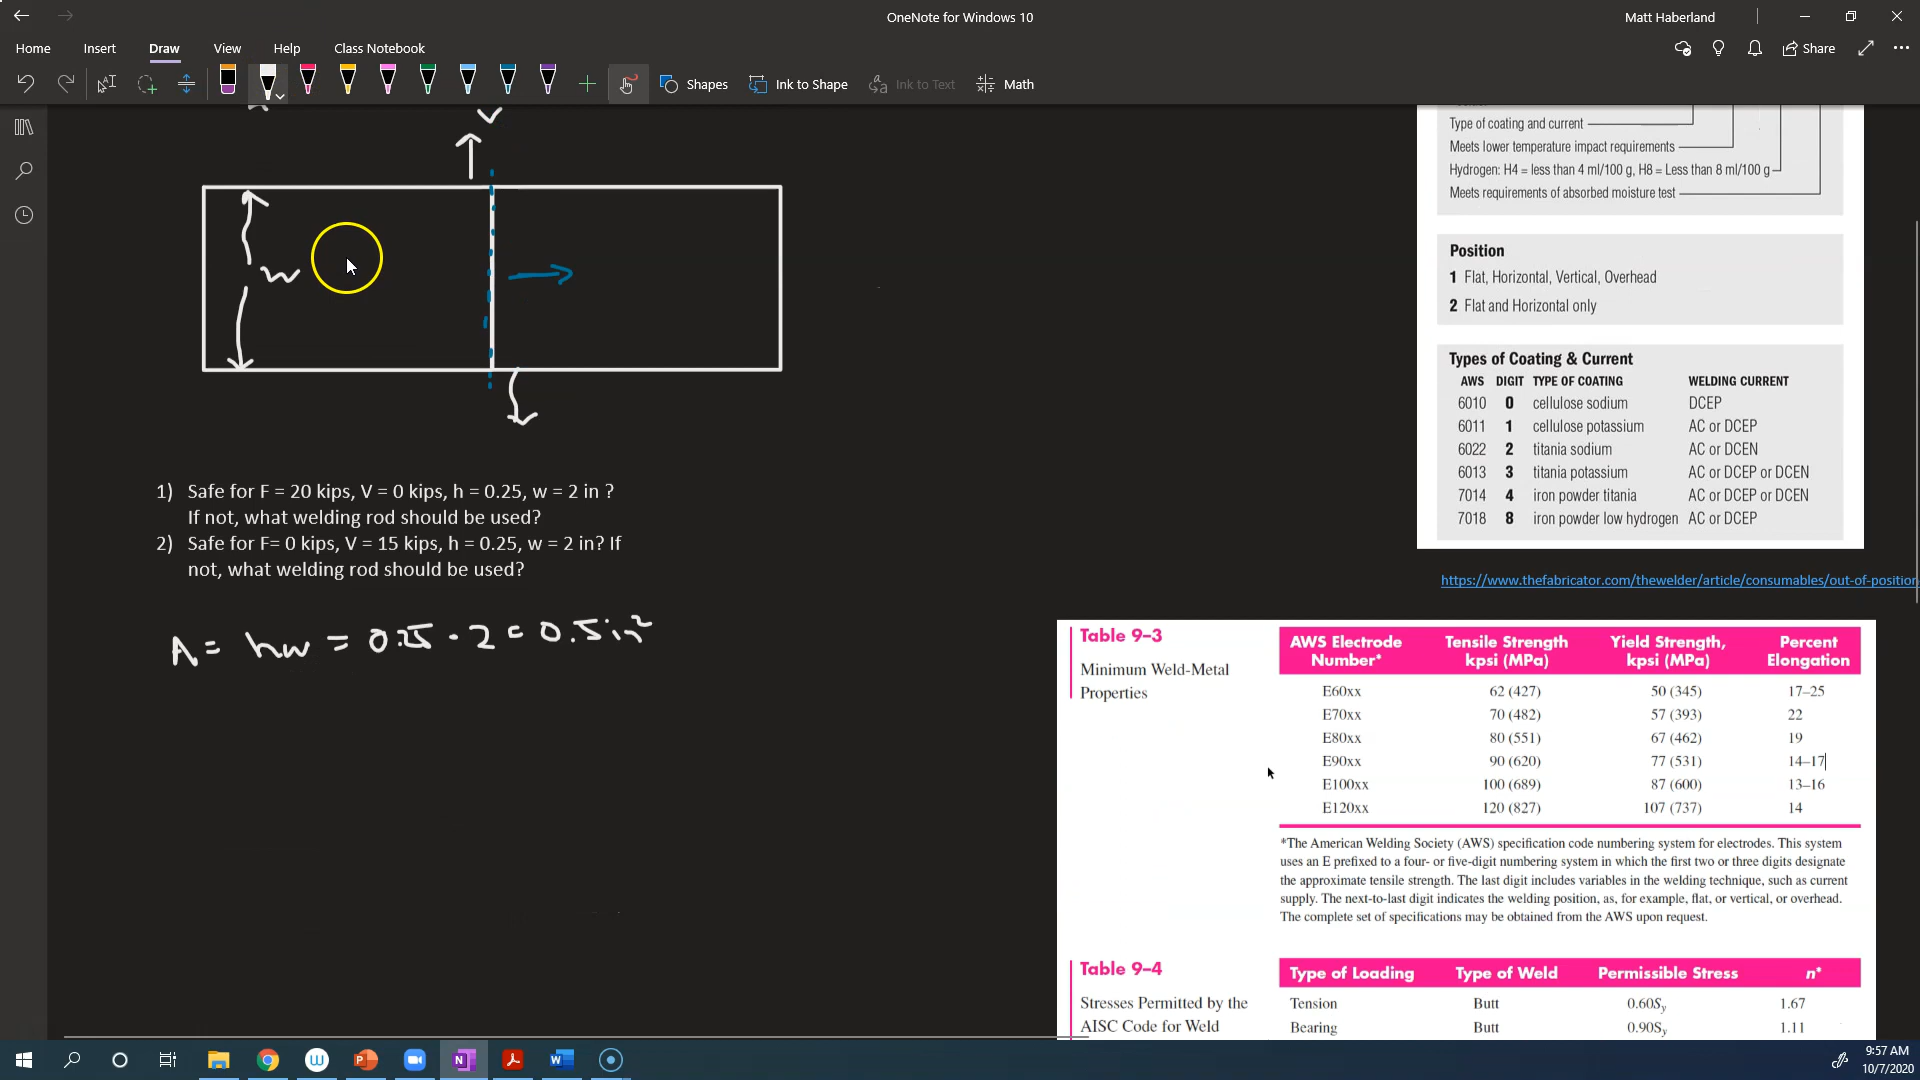 OneNote for Windows 10
Matt Haberland
Home Insert Draw View Help Class Notebook
Share
Shapes Ink to Shape Ink to Text Math
V
w
1) Safe for F = 20 kips, V = 0 kips, h = 0.25, w = 2 in ?
If not, what welding rod should be used?
2) Safe for F= 0 kips, V = 15 kips, h = 0.25, w = 2 in? If
not, what welding rod should be used?
A = hw = 0.25 · 2 = 0.5 in²
Type of coating and current
Meets lower temperature impact requirements
Hydrogen: H4 = less than 4 ml/100 g, H8 = Less than 8 ml/100 g
Meets requirements of absorbed moisture test
Position
1 Flat, Horizontal, Vertical, Overhead
2 Flat and Horizontal only
Types of Coating & Current
AWS DIGIT TYPE OF COATING WELDING CURRENT
6010 0 cellulose sodium DCEP
6011 1 cellulose potassium AC or DCEP
6022 2 titania sodium AC or DCEN
6013 3 titania potassium AC or DCEP or DCEN
7014 4 iron powder titania AC or DCEP or DCEN
7018 8 iron powder low hydrogen AC or DCEP
https://www.thefabricator.com/thewelder/article/consumables/out-of-position
Table 9–3
Minimum Weld-Metal
Properties
AWS Electrode Number* Tensile Strength kpsi (MPa) Yield Strength, kpsi (MPa) Percent Elongation
E60xx 62 (427) 50 (345) 17–25
E70xx 70 (482) 57 (393) 22
E80xx 80 (551) 67 (462) 19
E90xx 90 (620) 77 (531) 14–17
E100xx 100 (689) 87 (600) 13–16
E120xx 120 (827) 107 (737) 14
*The American Welding Society (AWS) specification code numbering system for electrodes. This system
uses an E prefixed to a four- or five-digit numbering system in which the first two or three digits designate
the approximate tensile strength. The last digit includes variables in the welding technique, such as current
supply. The next-to-last digit indicates the welding position, as, for example, flat, or vertical, or overhead.
The complete set of specifications may be obtained from the AWS upon request.
Table 9–4
Stresses Permitted by the
AISC Code for Weld
Type of Loading Type of Weld Permissible Stress n*
Tension Butt 0.60Sy 1.67
Bearing Butt 0.90Sy 1.11
9:57 AM
10/7/2020